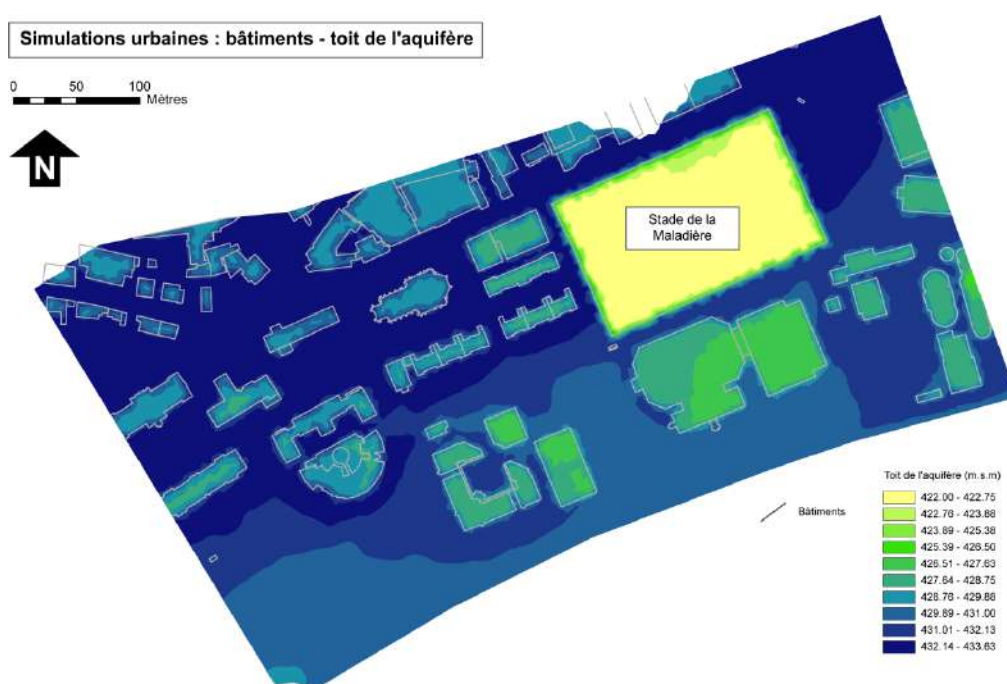 Simulations urbaines : bâtiments - toit de l'aquifère
0 50 100
Mètres
N
Stade de la
Maladière
Toit de l'aquifère (m.s.m)
422.00 - 422.75
422.76 - 423.88
423.89 - 425.38
425.39 - 426.50
426.51 - 427.63
427.64 - 428.75
428.76 - 429.88
429.89 - 431.00
431.01 - 432.13
432.14 - 433.63
Bâtiments